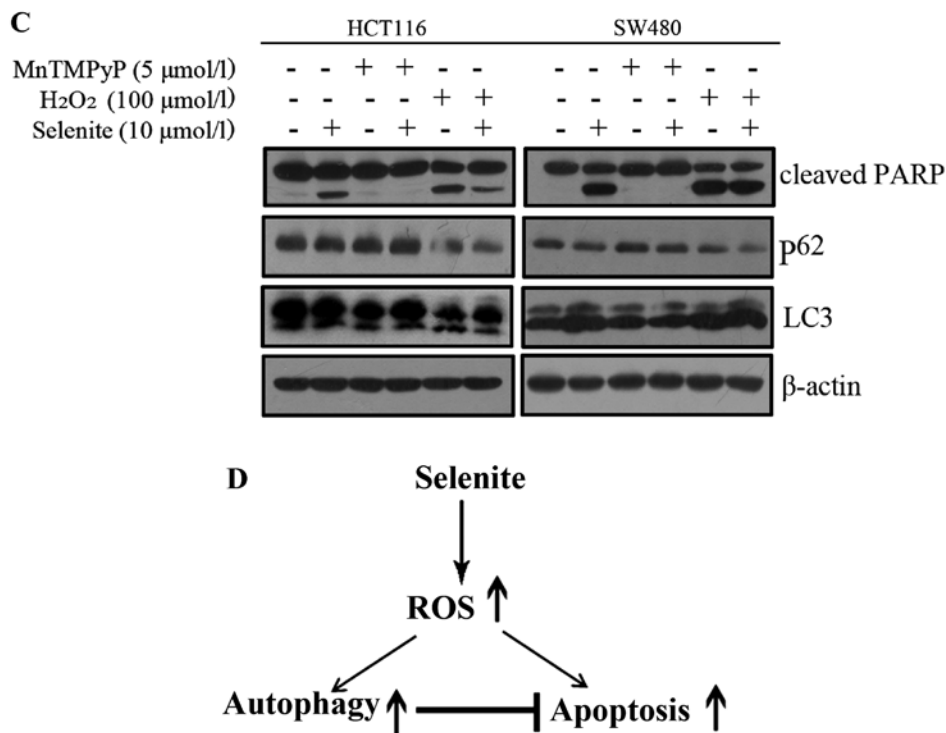 C
HCT116 SW480
MnTMPyP (5 μmol/l) - - + + - - - - + + - -
H₂O₂ (100 μmol/l) - - - - + + - - - - + +
Selenite (10 μmol/l) - + - + - + - + - + - +
cleaved PARP
p62
LC3
β-actin
D
Selenite
ROS
Autophagy Apoptosis